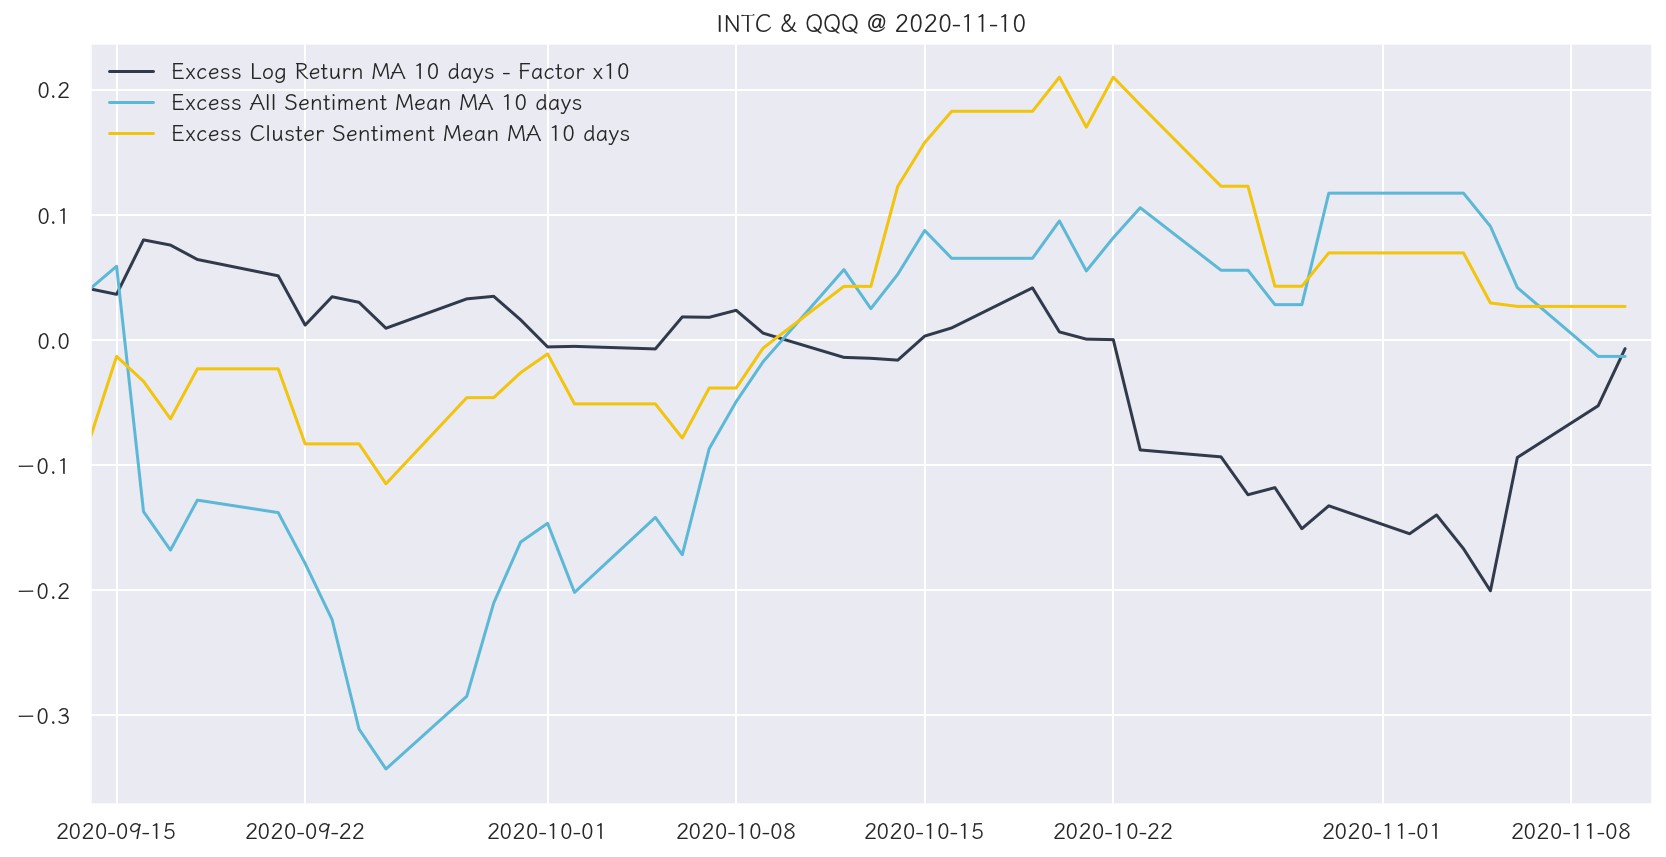 INTC & QQQ @ 2020-11-10
Excess Log Return MA 10 days - Factor x10
Excess All Sentiment Mean MA 10 days
Excess Cluster Sentiment Mean MA 10 days
0.2
0.1
0.0
−0.1
−0.2
−0.3
2020-09-15 2020-09-22 2020-10-01 2020-10-08 2020-10-15 2020-10-22 2020-11-01 2020-11-08